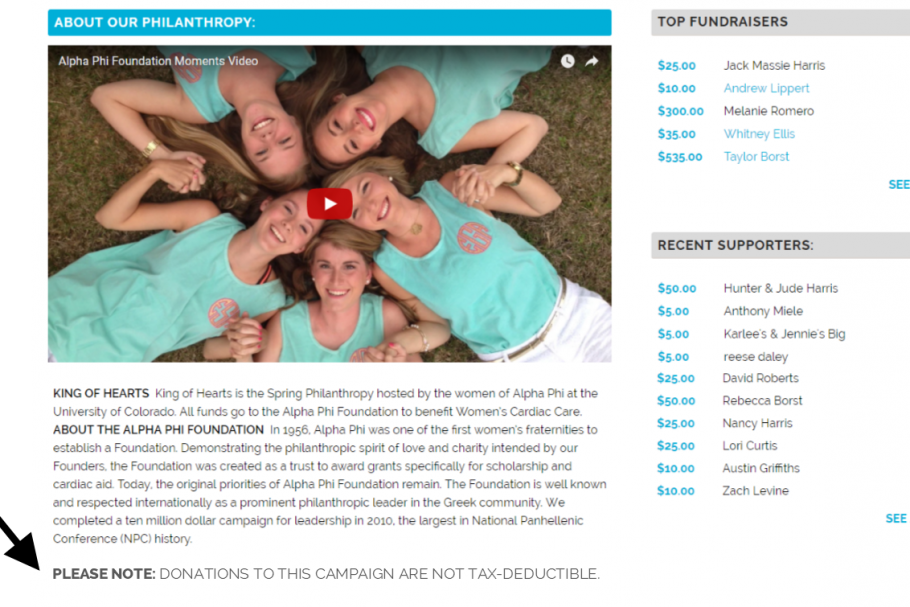 ABOUT OUR PHILANTHROPY:
Alpha Phi Foundation Moments Video
KING OF HEARTS King of Hearts is the Spring Philanthropy hosted by the women of Alpha Phi at the
University of Colorado. All funds go to the Alpha Phi Foundation to benefit Women's Cardiac Care.
ABOUT THE ALPHA PHI FOUNDATION In 1956, Alpha Phi was one of the first women's fraternities to
establish a Foundation. Demonstrating the philanthropic spirit of love and charity intended by our
Founders, the Foundation was created as a trust to award grants specifically for scholarship and
cardiac aid. Today, the original priorities of Alpha Phi Foundation remain. The Foundation is well known
and respected internationally as a prominent philanthropic leader in the Greek community. We
completed a ten million dollar campaign for leadership in 2010, the largest in National Panhellenic
Conference (NPC) history.
PLEASE NOTE: DONATIONS TO THIS CAMPAIGN ARE NOT TAX-DEDUCTIBLE.
TOP FUNDRAISERS
$25.00 Jack Massie Harris
$10.00 Andrew Lippert
$300.00 Melanie Romero
$35.00 Whitney Ellis
$535.00 Taylor Borst
SEE
RECENT SUPPORTERS:
$50.00 Hunter & Jude Harris
$5.00 Anthony Miele
$5.00 Karlee's & Jennie's Big
$5.00 reese daley
$25.00 David Roberts
$50.00 Rebecca Borst
$25.00 Nancy Harris
$25.00 Lori Curtis
$10.00 Austin Griffiths
$10.00 Zach Levine
SEE